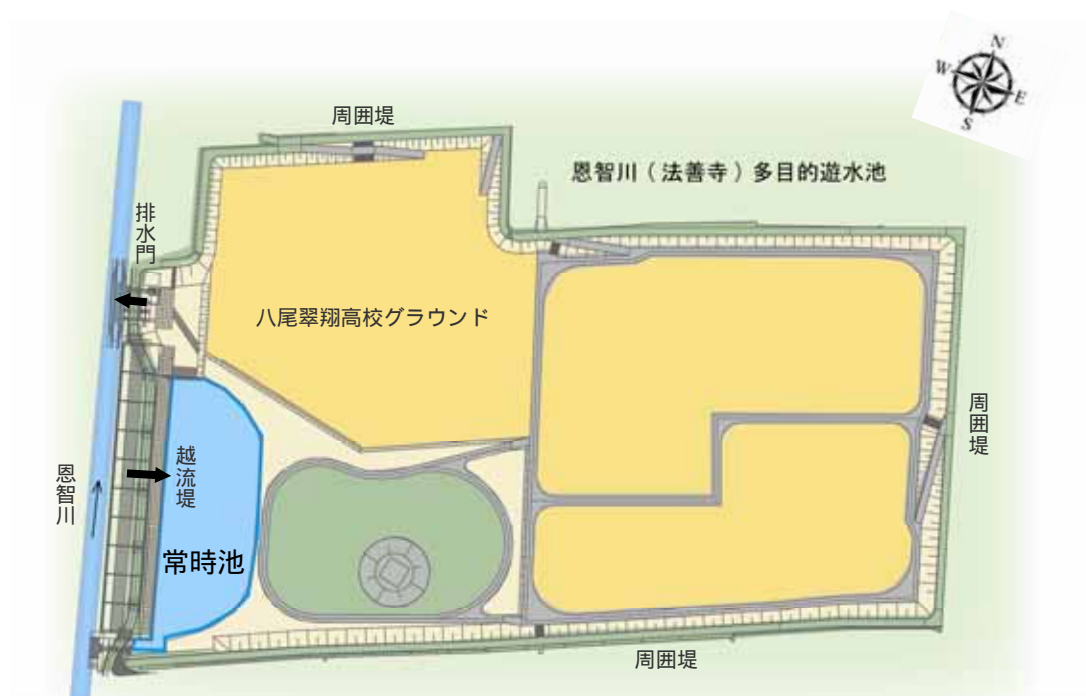 N
W
E
S
周囲堤
恩智川（法善寺）多目的遊水池
排水門
八尾翠翔高校グラウンド
周囲堤
越流堤
恩智川
常時池
周囲堤